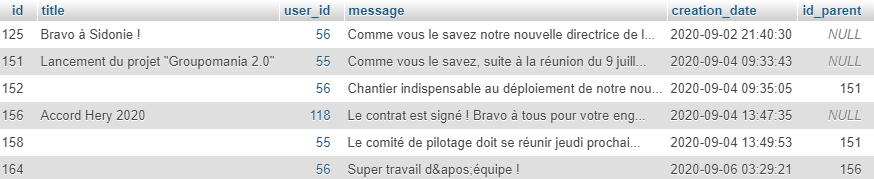 id title user_id message creation_date id_parent
125 Bravo à Sidonie ! 56 Comme vous le savez notre nouvelle directrice de l... 2020-09-02 21:40:30 NULL
151 Lancement du projet "Groupomania 2.0" 55 Comme vous le savez, suite à la réunion du 9 juill... 2020-09-04 09:33:43 NULL
152 56 Chantier indispensable au déploiement de notre nou... 2020-09-04 09:35:05 151
156 Accord Hery 2020 118 Le contrat est signé ! Bravo à tous pour votre eng... 2020-09-04 13:47:35 NULL
158 55 Le comité de pilotage doit se réunir jeudi prochai... 2020-09-04 13:49:53 151
164 56 Super travail d&apos;équipe ! 2020-09-06 03:29:21 156